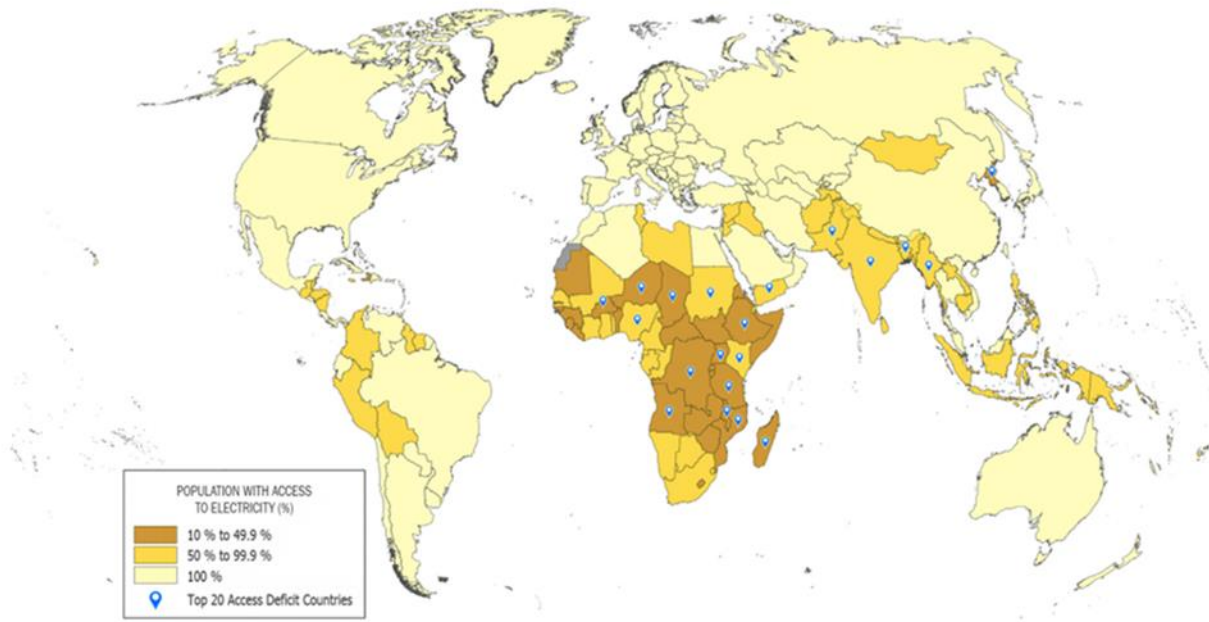 POPULATION WITH ACCESS
TO ELECTRICITY (%)
10 % to 49.9 %
50 % to 99.9 %
100 %
Top 20 Access Deficit Countries